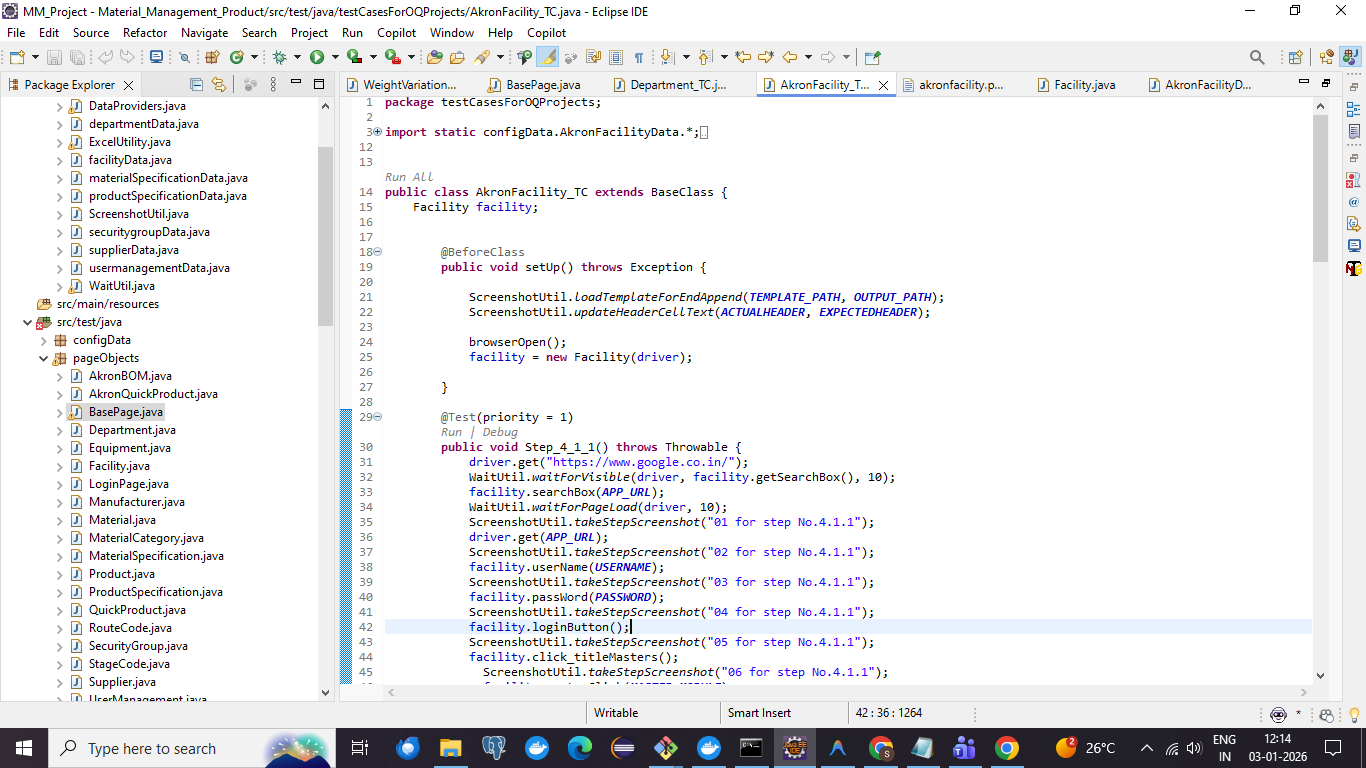 MM_Project - Material_Management_Product/src/test/java/testCasesForOQProjects/AkronFacility_TC.java - Eclipse IDE
File Edit Source Refactor Navigate Search Project Run Copilot Window Help Copilot
Package Explorer
DataProviders.java
departmentData.java
ExcelUtility.java
facilityData.java
materialSpecificationData.java
productSpecificationData.java
ScreenshotUtil.java
securitygroupData.java
supplierData.java
usermanagementData.java
WaitUtil.java
src/main/resources
src/test/java
configData
pageObjects
AkronBOM.java
AkronQuickProduct.java
BasePage.java
Department.java
Equipment.java
Facility.java
LoginPage.java
Manufacturer.java
Material.java
MaterialCategory.java
MaterialSpecification.java
Product.java
ProductSpecification.java
QuickProduct.java
RouteCode.java
SecurityGroup.java
StageCode.java
Supplier.java
UserManagement.java
WeightVariation... BasePage.java Department_TC.j... AkronFacility_T... akronfacility.p... Facility.java AkronFacilityD...
1 package testCasesForOQProjects;
2
3 import static configData.AkronFacilityData.*;
12
13
Run All
14 public class AkronFacility_TC extends BaseClass {
15 Facility facility;
16
17
18 @BeforeClass
19 public void setUp() throws Exception {
20
21 ScreenshotUtil.loadTemplateForEndAppend(TEMPLATE_PATH, OUTPUT_PATH);
22 ScreenshotUtil.updateHeaderCellText(ACTUALHEADER, EXPECTEDHEADER);
23
24 browserOpen();
25 facility = new Facility(driver);
26
27 }
28
29 @Test(priority = 1)
Run | Debug
30 public void Step_4_1_1() throws Throwable {
31 driver.get("https://www.google.co.in/");
32 WaitUtil.waitForVisible(driver, facility.getSearchBox(), 10);
33 facility.searchBox(APP_URL);
34 WaitUtil.waitForPageLoad(driver, 10);
35 ScreenshotUtil.takeStepScreenshot("01 for step No.4.1.1");
36 driver.get(APP_URL);
37 ScreenshotUtil.takeStepScreenshot("02 for step No.4.1.1");
38 facility.userName(USERNAME);
39 ScreenshotUtil.takeStepScreenshot("03 for step No.4.1.1");
40 facility.passWord(PASSWORD);
41 ScreenshotUtil.takeStepScreenshot("04 for step No.4.1.1");
42 facility.loginButton();
43 ScreenshotUtil.takeStepScreenshot("05 for step No.4.1.1");
44 facility.click_titleMasters();
45 ScreenshotUtil.takeStepScreenshot("06 for step No.4.1.1");
Writable Smart Insert 42 : 36 : 1264
Type here to search
2 26°C
ENG
IN
12:14
03-01-2026